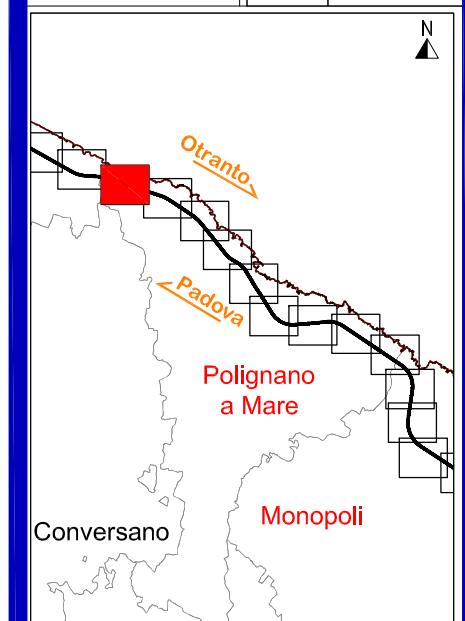 N
Otranto
Padova
Polignano
a Mare
Monopoli
Conversano